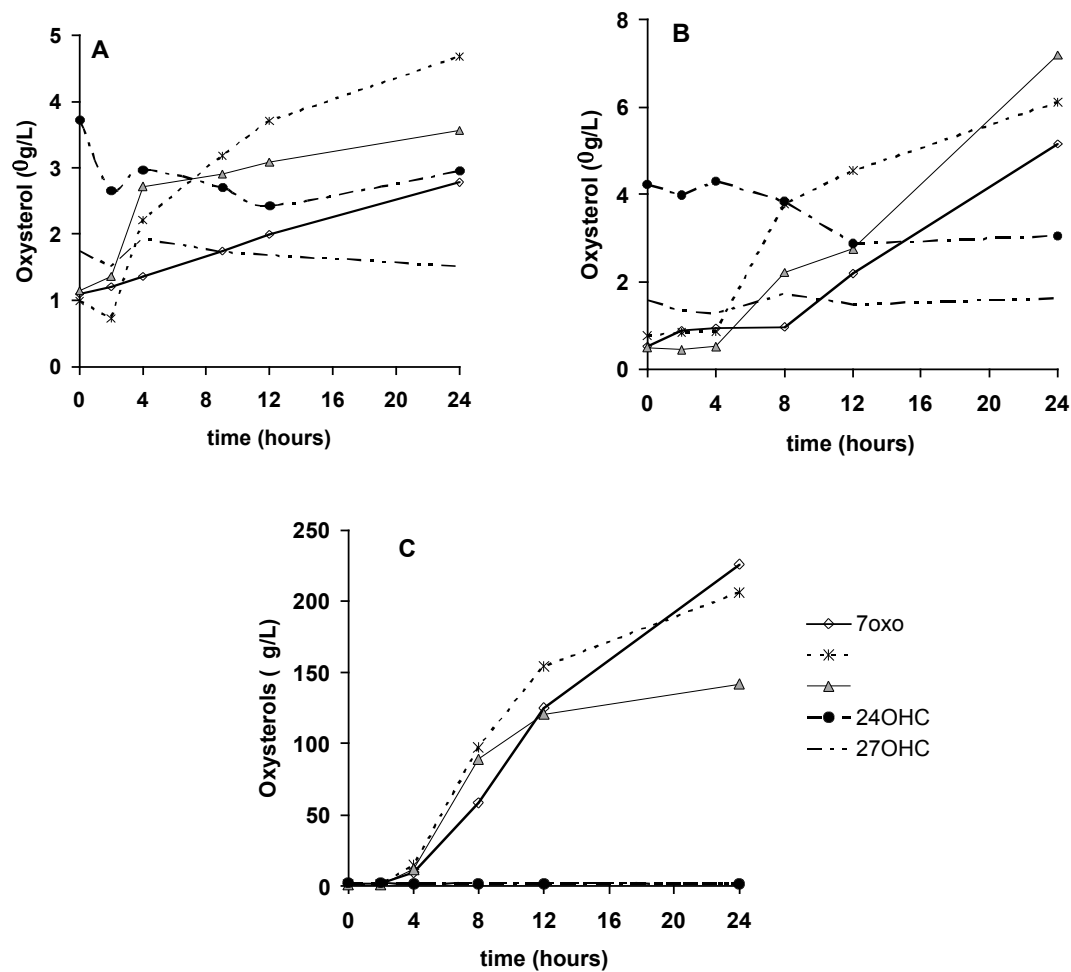 A
Oxysterol (⁰g/L)
5
4
3
2
1
0
0 4 8 12 16 20 24
time (hours)
B
Oxysterol (⁰g/L)
8
6
4
2
0
0 4 8 12 16 20 24
time (hours)
C
Oxysterols ( g/L)
250
200
150
100
50
0
0 4 8 12 16 20 24
time (hours)
7oxo
24OHC
27OHC